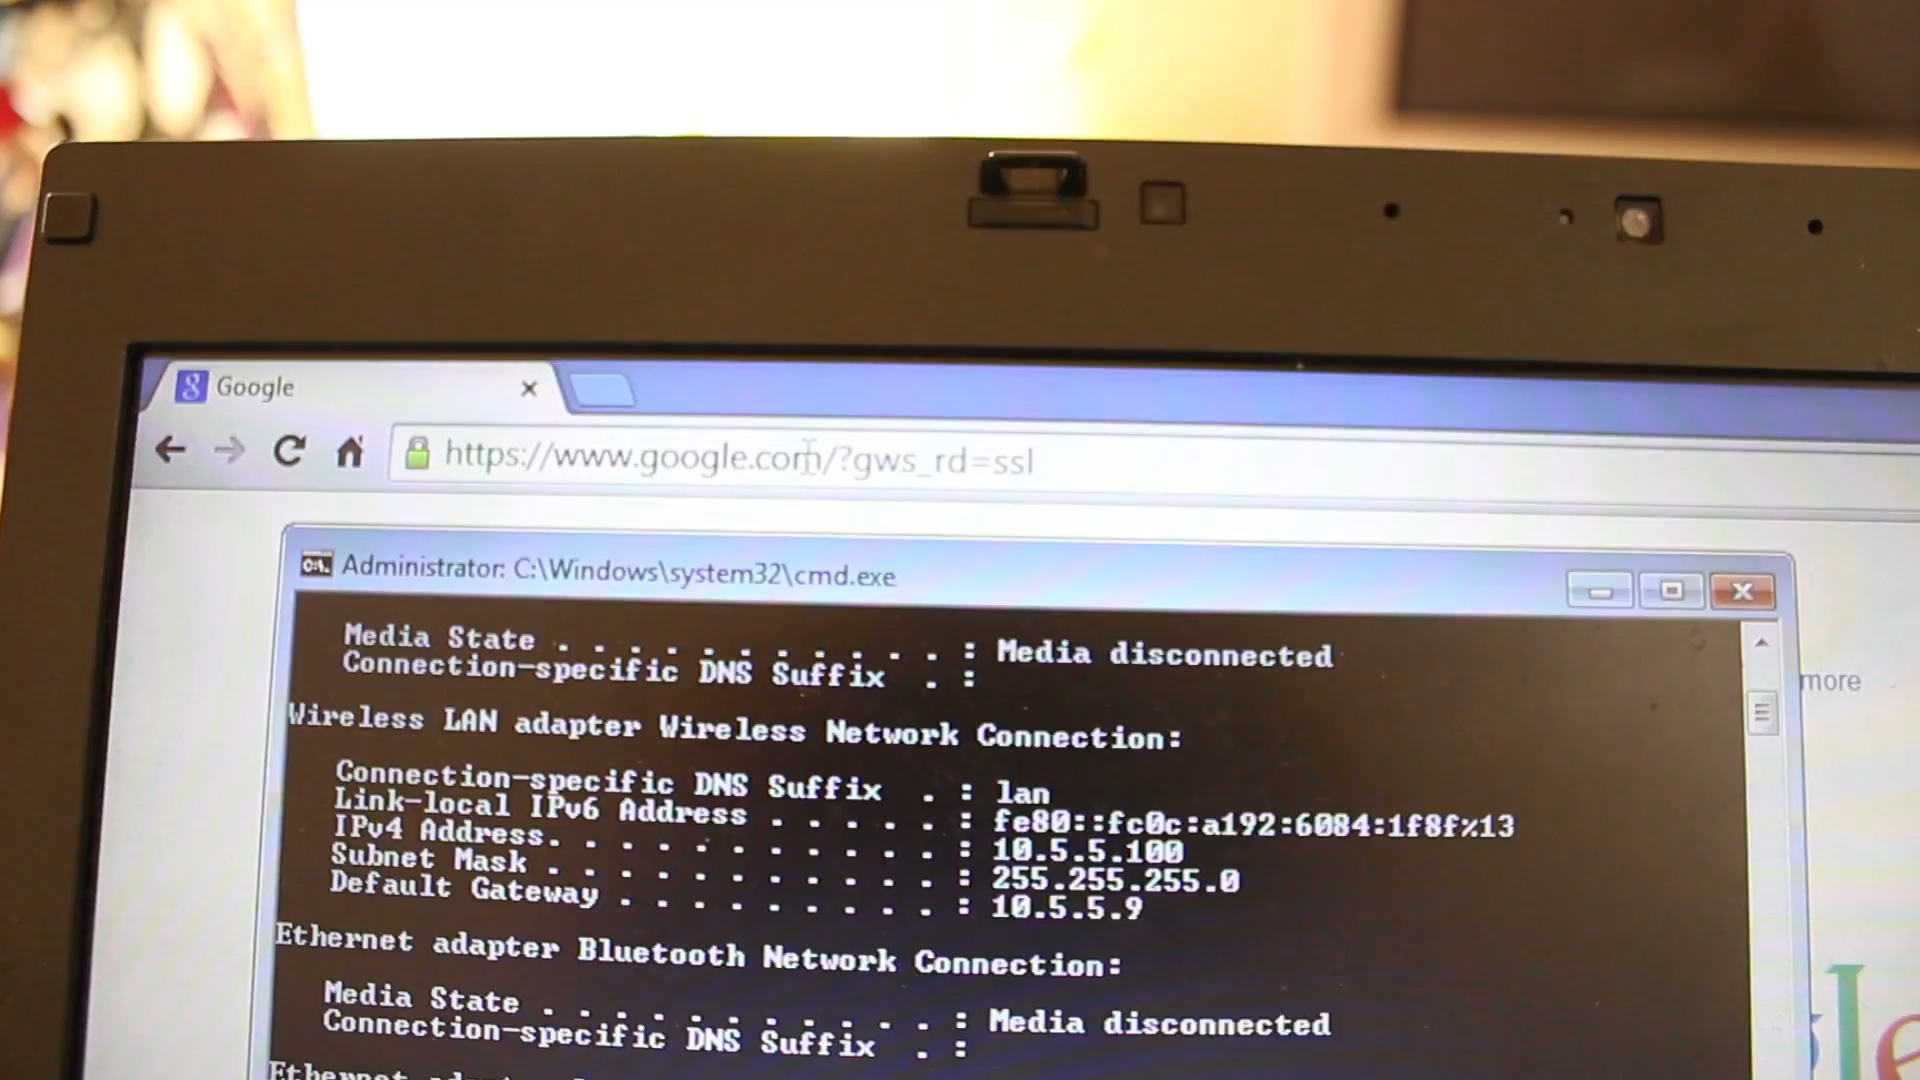 Google
https://www.google.com/?gws_rd=ssl
Administrator: C:\Windows\system32\cmd.exe
Media State . . . . . . . . . . . : Media disconnected
Connection-specific DNS Suffix  . :
more
Wireless LAN adapter Wireless Network Connection:
Connection-specific DNS Suffix  . : lan
Link-local IPv6 Address . . . . . : fe80::fc0c:a192:6084:1f8f%13
IPv4 Address. . . . . . . . . . . : 10.5.5.100
Subnet Mask . . . . . . . . . . . : 255.255.255.0
Default Gateway . . . . . . . . . : 10.5.5.9
Ethernet adapter Bluetooth Network Connection:
Media State . . . . . . . . . . . : Media disconnected
Connection-specific DNS Suffix  . :